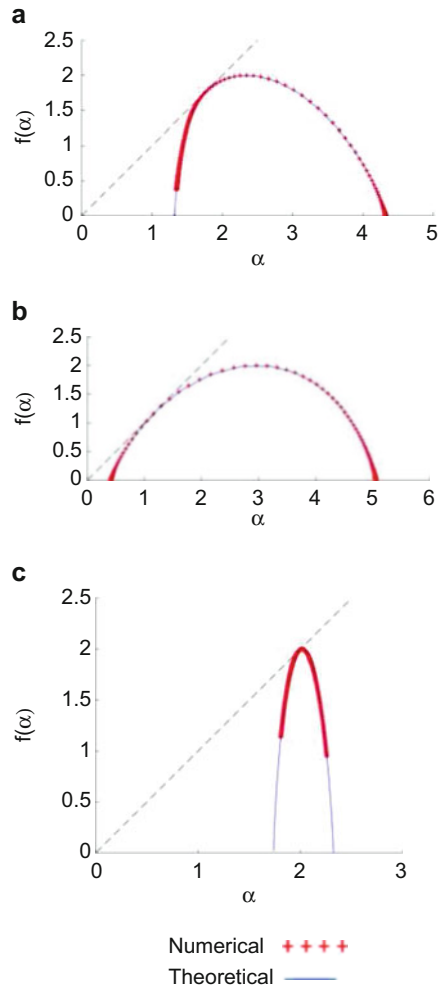 a
2.5
2
1.5
f(α)
1
0.5
0
0 1 2 3 4 5
α
b
2.5
2
1.5
f(α)
1
0.5
0
0 1 2 3 4 5 6
α
c
2.5
2
1.5
f(α)
1
0.5
0
0 1 2 3
α
Numerical
Theoretical